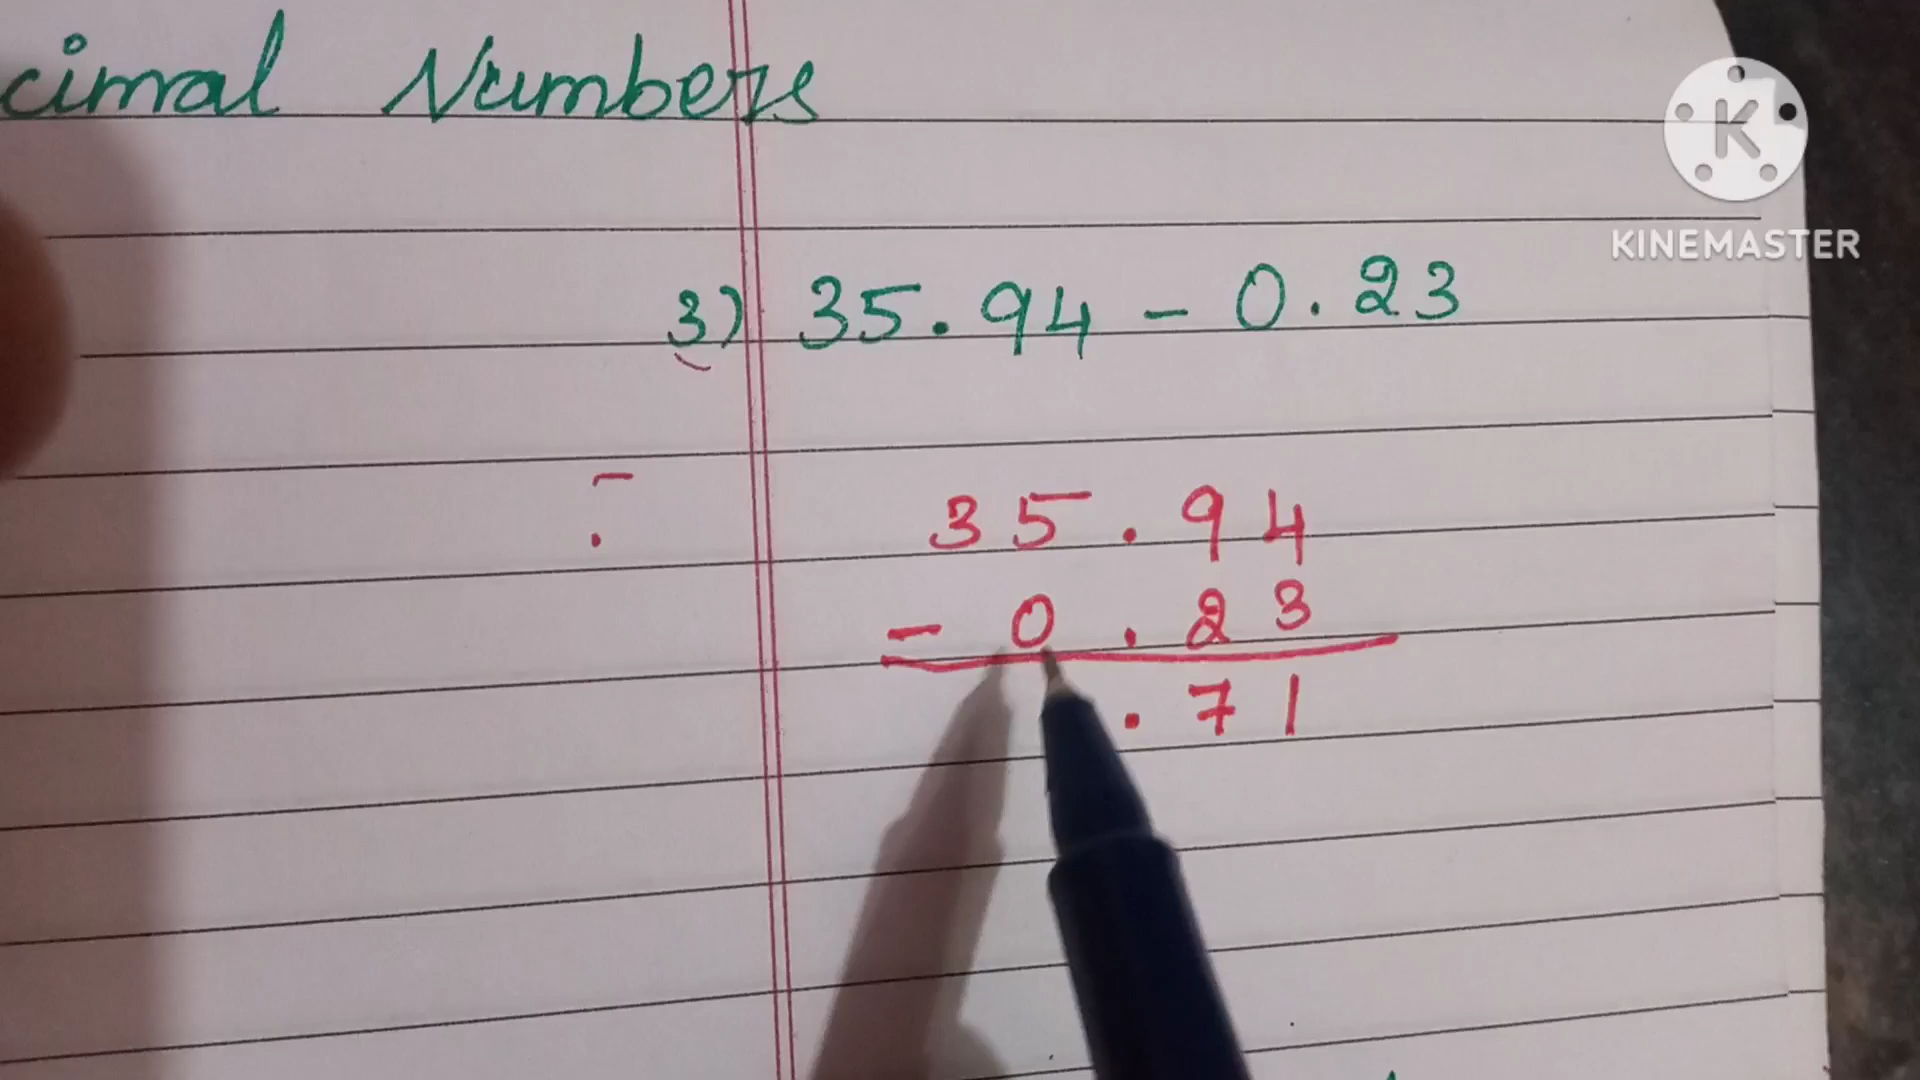 cimal Numbers
KINEMASTER
3) 35.94 - 0.23
35.94
- 0.23
.71